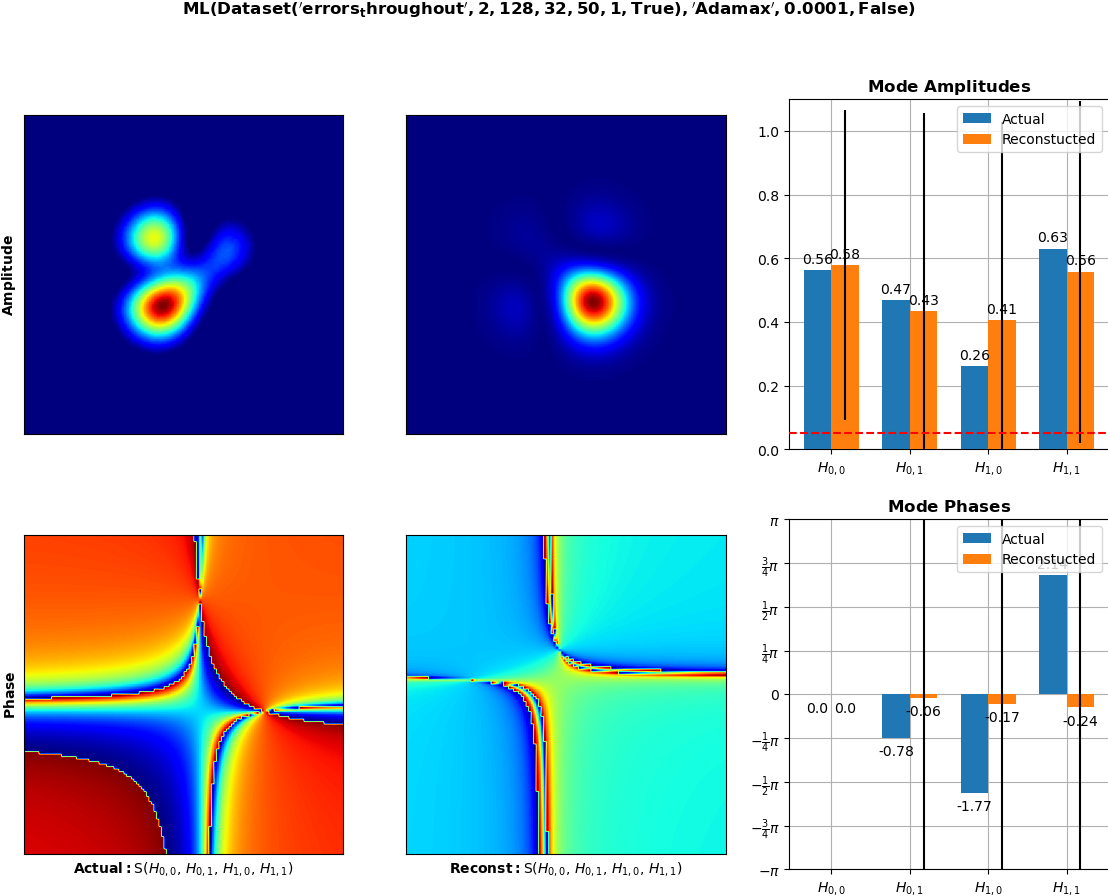 ML(Dataset('errors_throughout', 2, 128, 32, 50, 1, True), 'Adamax', 0.0001, False)
Mode Amplitudes
Amplitude
1.0
0.8
0.6
0.4
0.2
0.0
Actual
Reconstucted
0.56
0.58
0.47
0.43
0.26
0.41
0.63
0.56
H0,0
H0,1
H1,0
H1,1
Mode Phases
Phase
π
3/4π
1/2π
1/4π
0
-1/4π
-1/2π
-3/4π
-π
Actual
Reconstucted
0.0
0.0
-0.78
-0.06
-1.77
-0.17
2.14
-0.24
H0,0
H0,1
H1,0
H1,1
Actual: S(H0,0, H0,1, H1,0, H1,1)
Reconst: S(H0,0, H0,1, H1,0, H1,1)